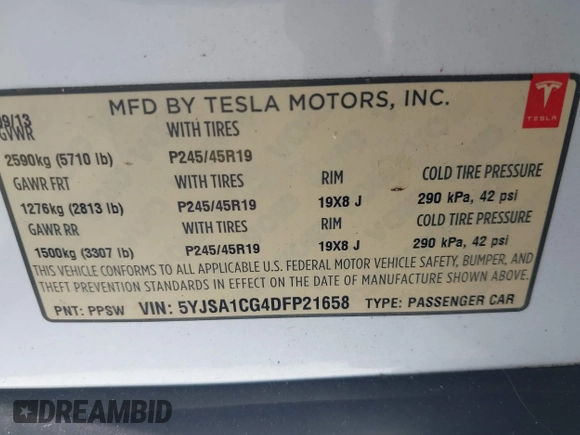 MFD BY TESLA MOTORS, INC.
TESLA
09/13
GVWR WITH TIRES
2590kg (5710 lb) P245/45R19
GAWR FRT WITH TIRES RIM COLD TIRE PRESSURE
1276kg (2813 lb) P245/45R19 19X8 J 290 kPa, 42 psi
GAWR RR WITH TIRES RIM COLD TIRE PRESSURE
1500kg (3307 lb) P245/45R19 19X8 J 290 kPa, 42 psi
THIS VEHICLE CONFORMS TO ALL APPLICABLE U.S. FEDERAL MOTOR VEHICLE SAFETY, BUMPER, AND
THEFT PREVENTION STANDARDS IN EFFECT ON THE DATE OF MANUFACTURE SHOWN ABOVE.
PNT: PPSW VIN: 5YJSA1CG4DFP21658 TYPE: PASSENGER CAR
DREAMBID